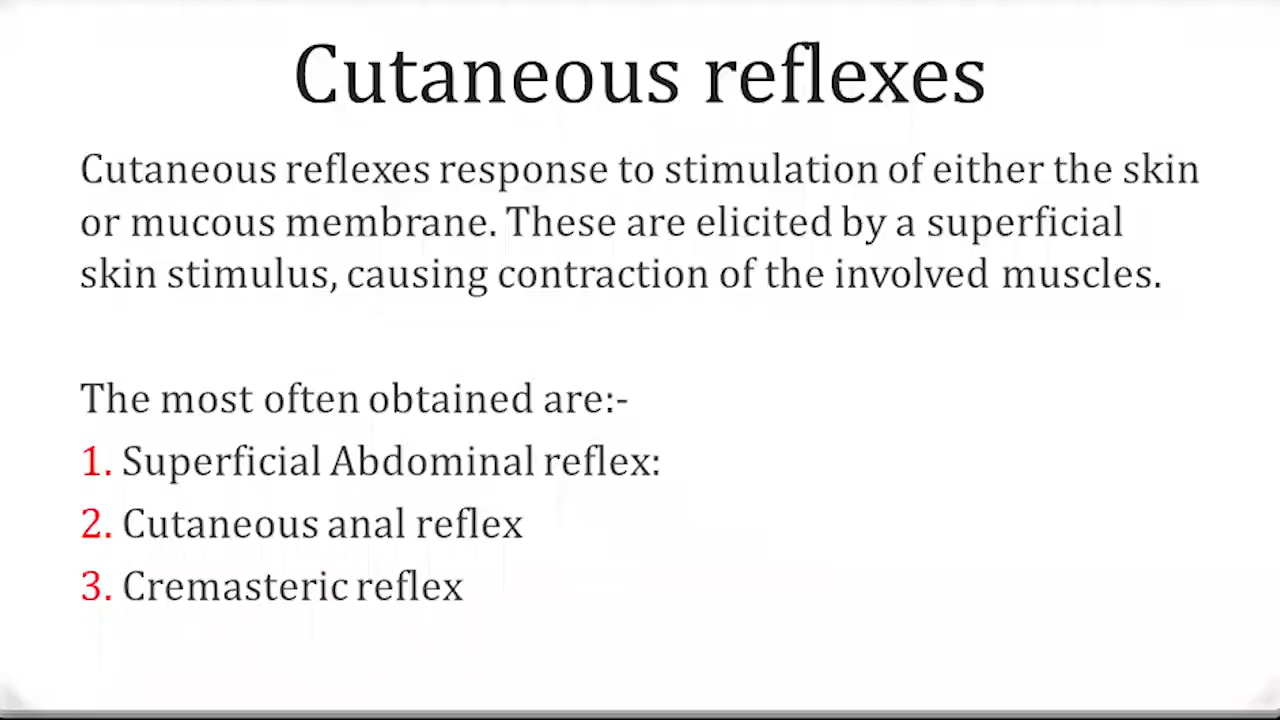 Cutaneous reflexes
Cutaneous reflexes response to stimulation of either the skin
or mucous membrane. These are elicited by a superficial
skin stimulus, causing contraction of the involved muscles.
The most often obtained are:-
1. Superficial Abdominal reflex:
2. Cutaneous anal reflex
3. Cremasteric reflex